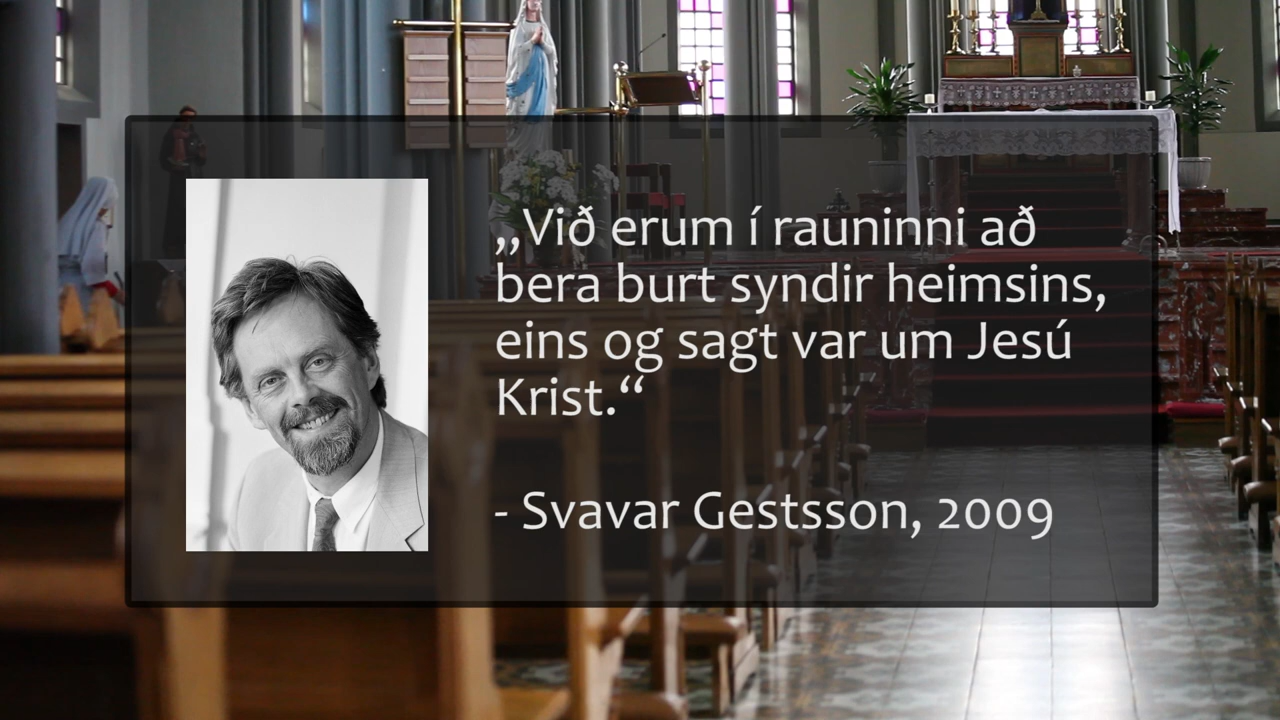 „Við erum í rauninni að
bera burt syndir heimsins,
eins og sagt var um Jesú
Krist.“
- Svavar Gestsson, 2009